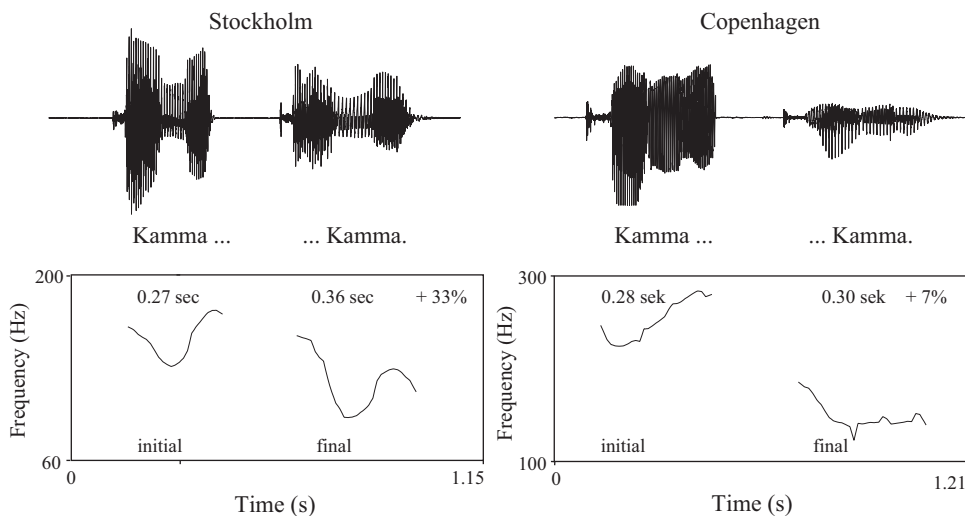 Stockholm
Copenhagen
Kamma ...
... Kamma.
Kamma ...
... Kamma.
200
0.27 sec
0.36 sec
+ 33%
Frequency (Hz)
initial
final
60
0
1.15
Time (s)
300
0.28 sek
0.30 sek
+ 7%
Frequency (Hz)
initial
final
100
0
1.21
Time (s)